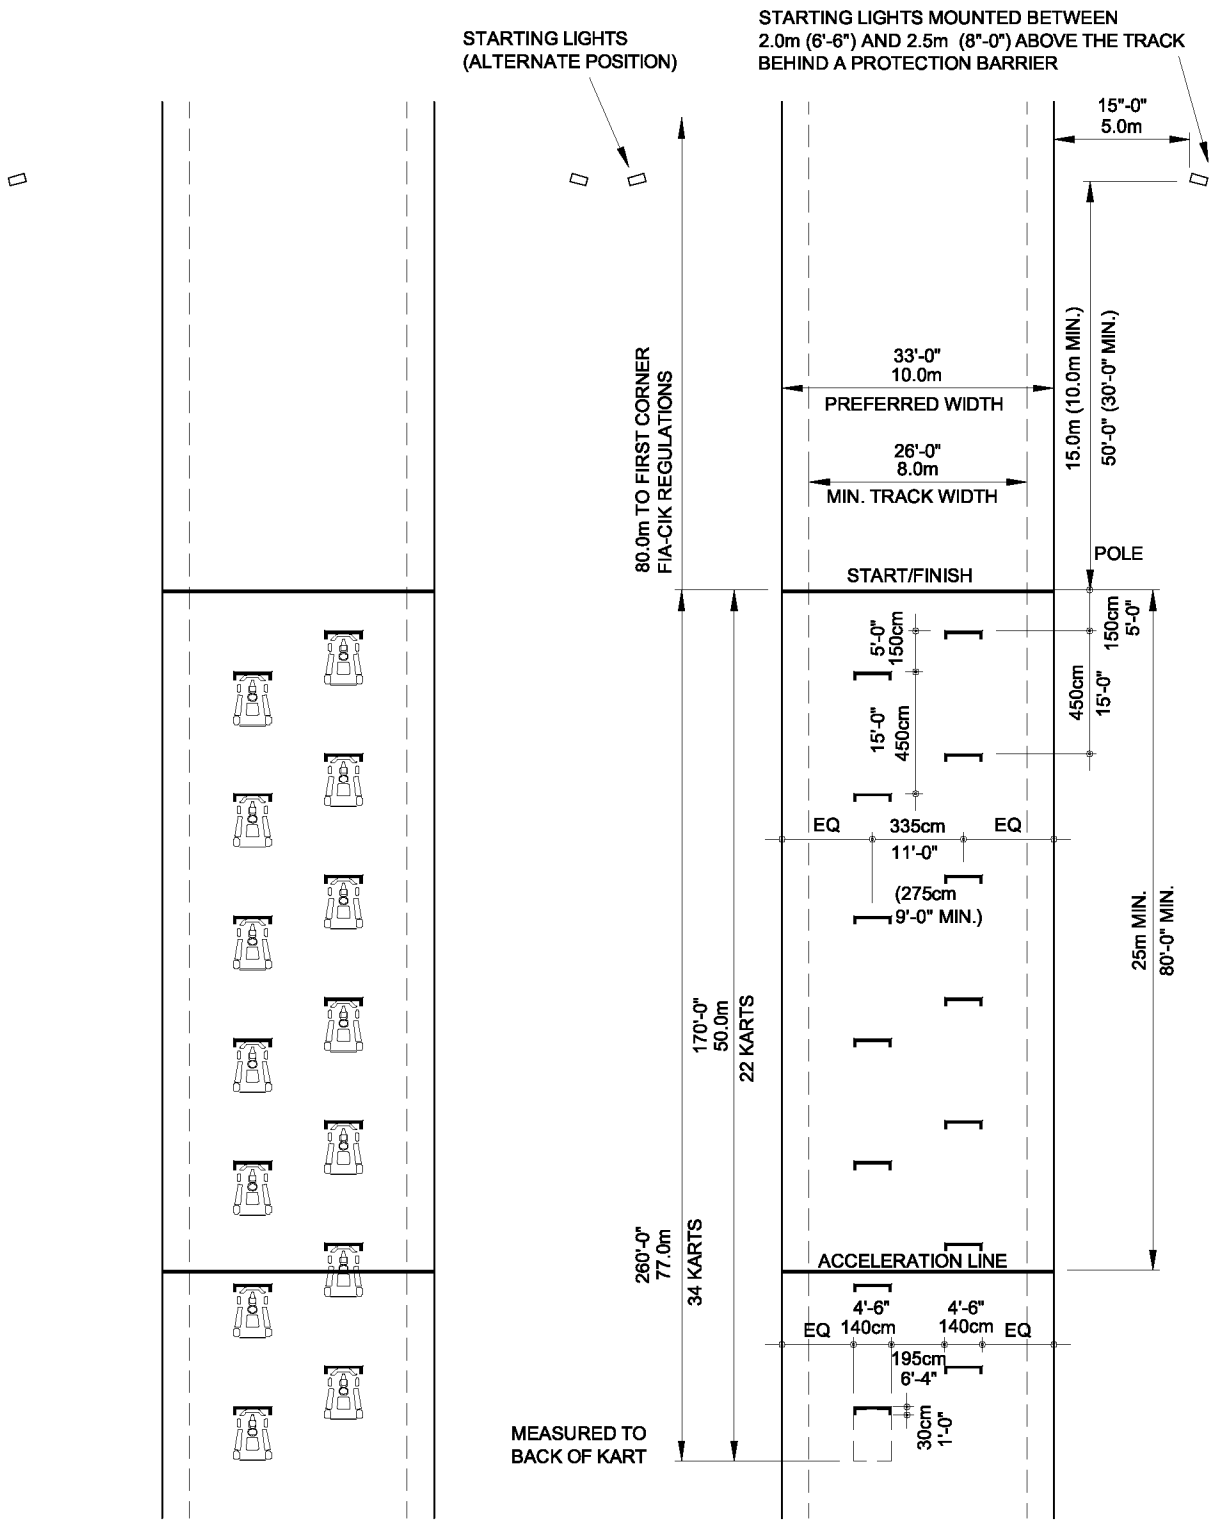 STARTING LIGHTS
(ALTERNATE POSITION)
STARTING LIGHTS MOUNTED BETWEEN
2.0m (6'-6") AND 2.5m (8"-0") ABOVE THE TRACK
BEHIND A PROTECTION BARRIER
15"-0"
5.0m
80.0m TO FIRST CORNER
FIA-CIK REGULATIONS
33'-0"
10.0m
PREFERRED WIDTH
26'-0"
8.0m
MIN. TRACK WIDTH
15.0m (10.0m MIN.)
50'-0" (30'-0" MIN.)
POLE
START/FINISH
5'-0"
150cm
150cm
5'-0"
15'-0"
450cm
450cm
15'-0"
EQ
335cm
EQ
11'-0"
(275cm
9'-0" MIN.)
25m MIN.
80'-0" MIN.
170'-0"
50.0m
22 KARTS
260'-0"
77.0m
34 KARTS
ACCELERATION LINE
4'-6"
4'-6"
EQ
140cm
140cm
EQ
195cm
6'-4"
30cm
1'-0"
MEASURED TO
BACK OF KART